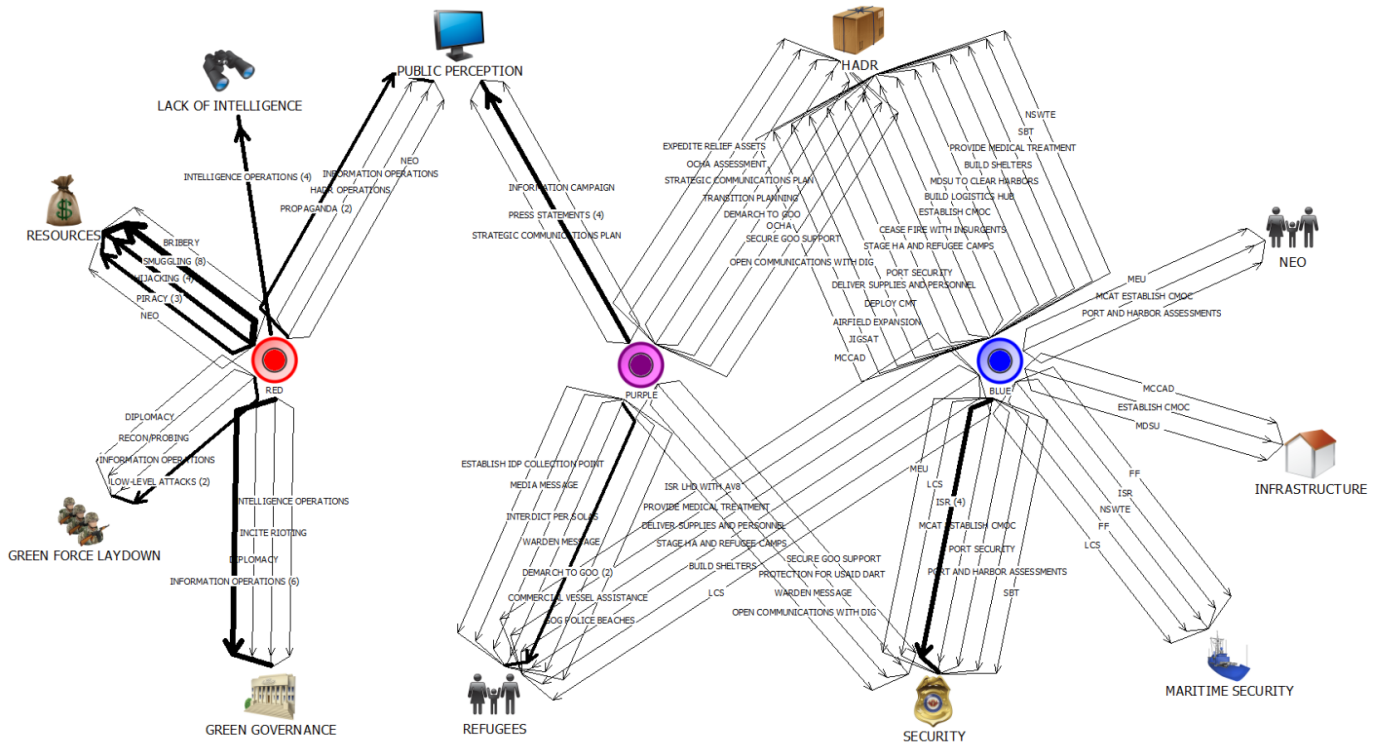 PUBLIC PERCEPTION
HADR
LACK OF INTELLIGENCE
NSWTE
SBT
EXPEDITE RELIEF ASSETS
PROVIDE MEDICAL TREATMENT
NEO
OCHA ASSESSMENT
BUILD SHELTERS
INFORMATION OPERATIONS
INTELLIGENCE OPERATIONS (4)
STRATEGIC COMMUNICATIONS PLAN
MDSU TO CLEAR HARBORS
HADR OPERATIONS
INFORMATION CAMPAIGN
TRANSITION PLANNING
BUILD LOGISTICS HUB
PROPAGANDA (2)
PRESS STATEMENTS (4)
DEMARCH TO GOO
ESTABLISH CMOC
OCHA
CEASE FIRE WITH INSURGENTS
RESOURCES
STRATEGIC COMMUNICATIONS PLAN
SECURE GOO SUPPORT
STAGE HA AND REFUGEE CAMPS
BRIBERY
SMUGGLING (8)
OPEN COMMUNICATIONS WITH DIG
NEO
PORT SECURITY
HIJACKING (4)
DELIVER SUPPLIES AND PERSONNEL
MEU
PIRACY (3)
DEPLOY CMT
MCAT ESTABLISH CMOC
NEO
AIRFIELD EXPANSION
PORT AND HARBOR ASSESSMENTS
JIGSAT
MCCAD
RED
PURPLE
BLUE
MCCAD
DIPLOMACY
ESTABLISH CMOC
RECON/PROBING
MDSU
INFORMATION OPERATIONS
ESTABLISH IDP COLLECTION POINT
MEU
FF
LOW-LEVEL ATTACKS (2)
MEDIA MESSAGE
ISR LHD WITH AV8
LCS
ISR
INFRASTRUCTURE
INTELLIGENCE OPERATIONS
PROVIDE MEDICAL TREATMENT
ISR (4)
NSWTE
INTERDICT PER SOLAS
DELIVER SUPPLIES AND PERSONNEL
MCAT ESTABLISH CMOC
FF
INCITE RIOTING
WARDEN MESSAGE
STAGE HA AND REFUGEE CAMPS
PORT SECURITY
LCS
GREEN FORCE LAYDOWN
DIPLOMACY
BUILD SHELTERS
SECURE GOO SUPPORT
PORT AND HARBOR ASSESSMENTS
INFORMATION OPERATIONS (6)
DEMARCH TO GOO (2)
PROTECTION FOR USAID DART
COMMERCIAL VESSEL ASSISTANCE
LCS
WARDEN MESSAGE
SBT
GOG POLICE BEACHES
OPEN COMMUNICATIONS WITH DIG
MARITIME SECURITY
GREEN GOVERNANCE
REFUGEES
SECURITY